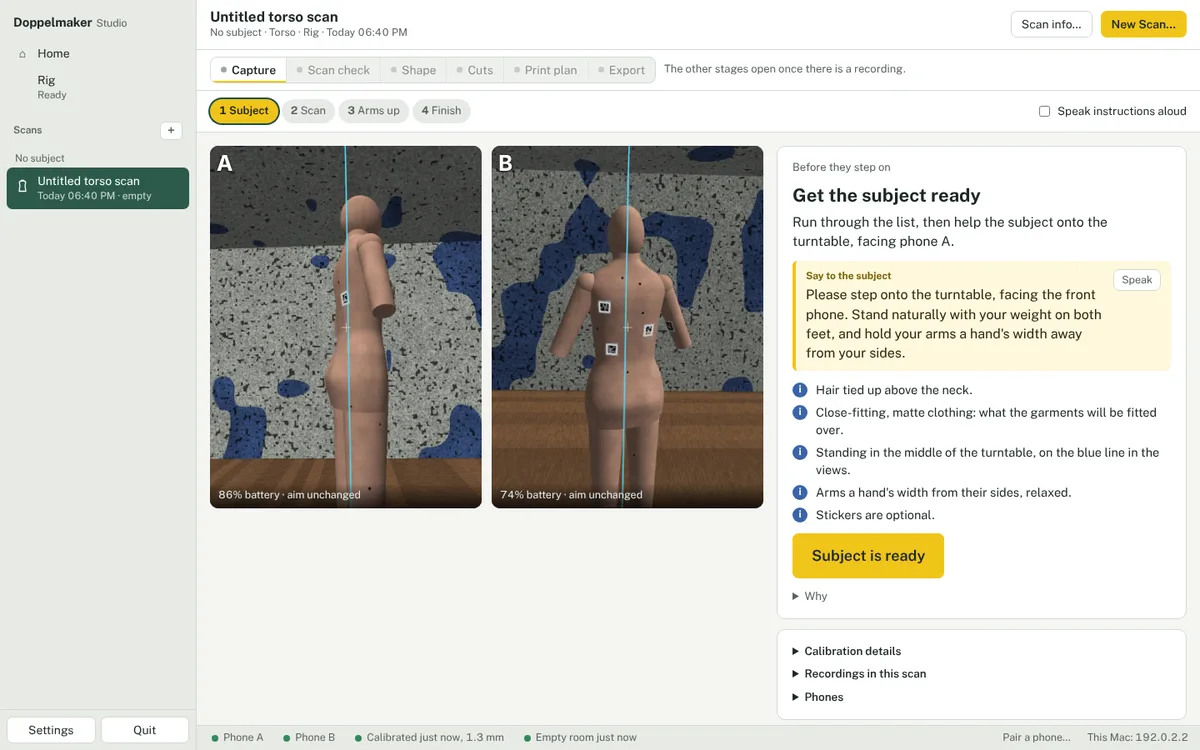 Doppelmaker Studio
Home
Rig
Ready
Scans
+
No subject
Untitled torso scan
Today 06:40 PM · empty
Settings
Quit
Untitled torso scan
No subject · Torso · Rig · Today 06:40 PM
Scan info...
New Scan...
Capture
Scan check
Shape
Cuts
Print plan
Export
The other stages open once there is a recording.
1 Subject
2 Scan
3 Arms up
4 Finish
Speak instructions aloud
A
86% battery · aim unchanged
B
74% battery · aim unchanged
Before they step on
Get the subject ready
Run through the list, then help the subject onto the
turntable, facing phone A.
Say to the subject
Speak
Please step onto the turntable, facing the front
phone. Stand naturally with your weight on both
feet, and hold your arms a hand's width away
from your sides.
Hair tied up above the neck.
Close-fitting, matte clothing: what the garments will be fitted
over.
Standing in the middle of the turntable, on the blue line in the
views.
Arms a hand's width from their sides, relaxed.
Stickers are optional.
Subject is ready
Why
Calibration details
Recordings in this scan
Phones
Phone A
Phone B
Calibrated just now, 1.3 mm
Empty room just now
Pair a phone...
This Mac: 192.0.2.2